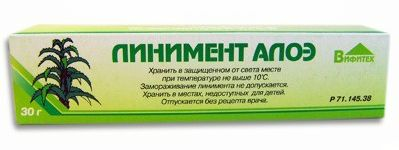 ЛИНИМЕНТ АЛОЭ
Хранить в защищенном от света месте
при температуре не выше 10°С.
Замораживание линимента не допускается.
Хранить в местах, недоступных для детей.
Отпускается без рецепта врача.
30 г
ВИФИТЕХ
Р 71.145.38